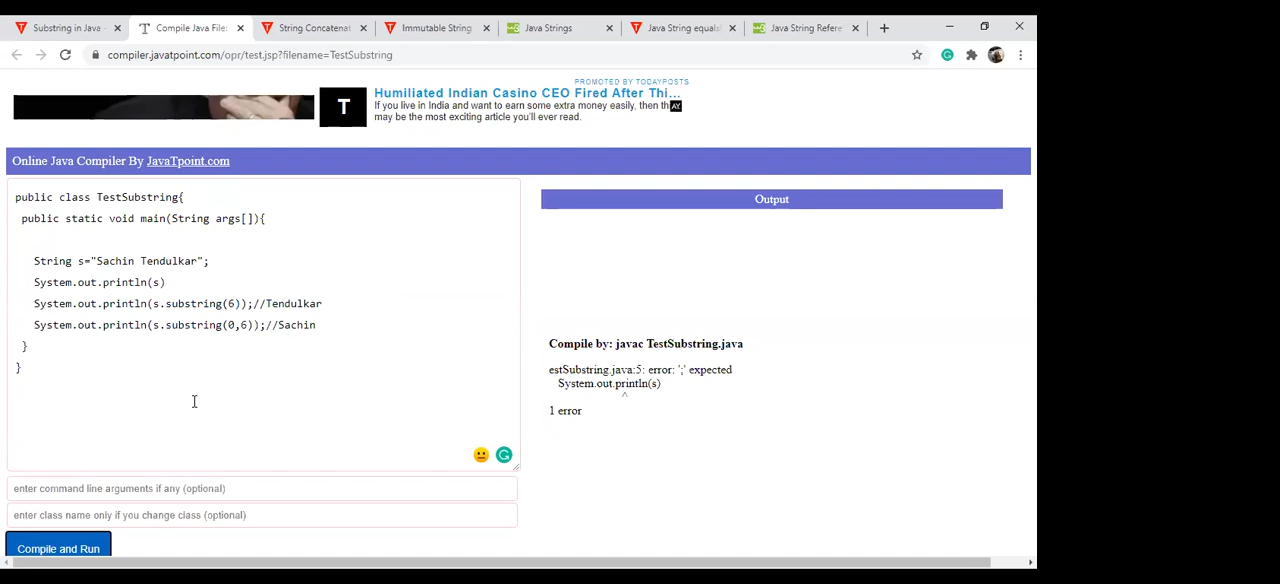 Substring in Java -
Compile Java File:
String Concatenat
Immutable String
Java Strings
Java String equals
Java String Refere
compiler.javatpoint.com/opr/test.jsp?filename=TestSubstring
PROMOTED BY TODAYPOSTS
T
Humiliated Indian Casino CEO Fired After Thi...
If you live in India and want to earn some extra money easily, then th
may be the most exciting article you'll ever read.
Online Java Compiler By JavaTpoint.com
public class TestSubstring{
public static void main(String args[]){
String s="Sachin Tendulkar";
System.out.println(s)
System.out.println(s.substring(6));//Tendulkar
System.out.println(s.substring(0,6));//Sachin
}
}
Output
Compile by: javac TestSubstring.java
estSubstring.java:5: error: ';' expected
System.out.println(s)
^
1 error
enter command line arguments if any (optional)
enter class name only if you change class (optional)
Compile and Run